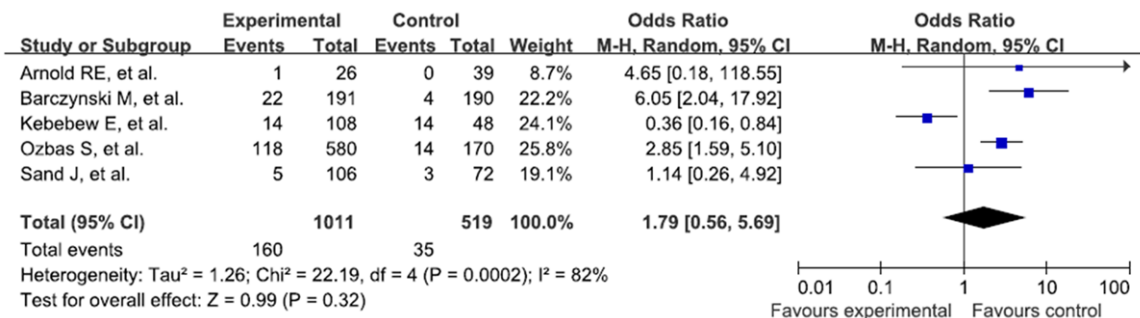 Experimental Control Odds Ratio Odds Ratio
Study or Subgroup Events Total Events Total Weight M-H, Random, 95% CI M-H, Random, 95% CI
Arnold RE, et al. 1 26 0 39 8.7% 4.65 [0.18, 118.55]
Barczynski M, et al. 22 191 4 190 22.2% 6.05 [2.04, 17.92]
Kebebew E, et al. 14 108 14 48 24.1% 0.36 [0.16, 0.84]
Ozbas S, et al. 118 580 14 170 25.8% 2.85 [1.59, 5.10]
Sand J, et al. 5 106 3 72 19.1% 1.14 [0.26, 4.92]
Total (95% CI) 1011 519 100.0% 1.79 [0.56, 5.69]
Total events 160 35
Heterogeneity: Tau² = 1.26; Chi² = 22.19, df = 4 (P = 0.0002); I² = 82%
Test for overall effect: Z = 0.99 (P = 0.32)
0.01 0.1 1 10 100
Favours experimental Favours control